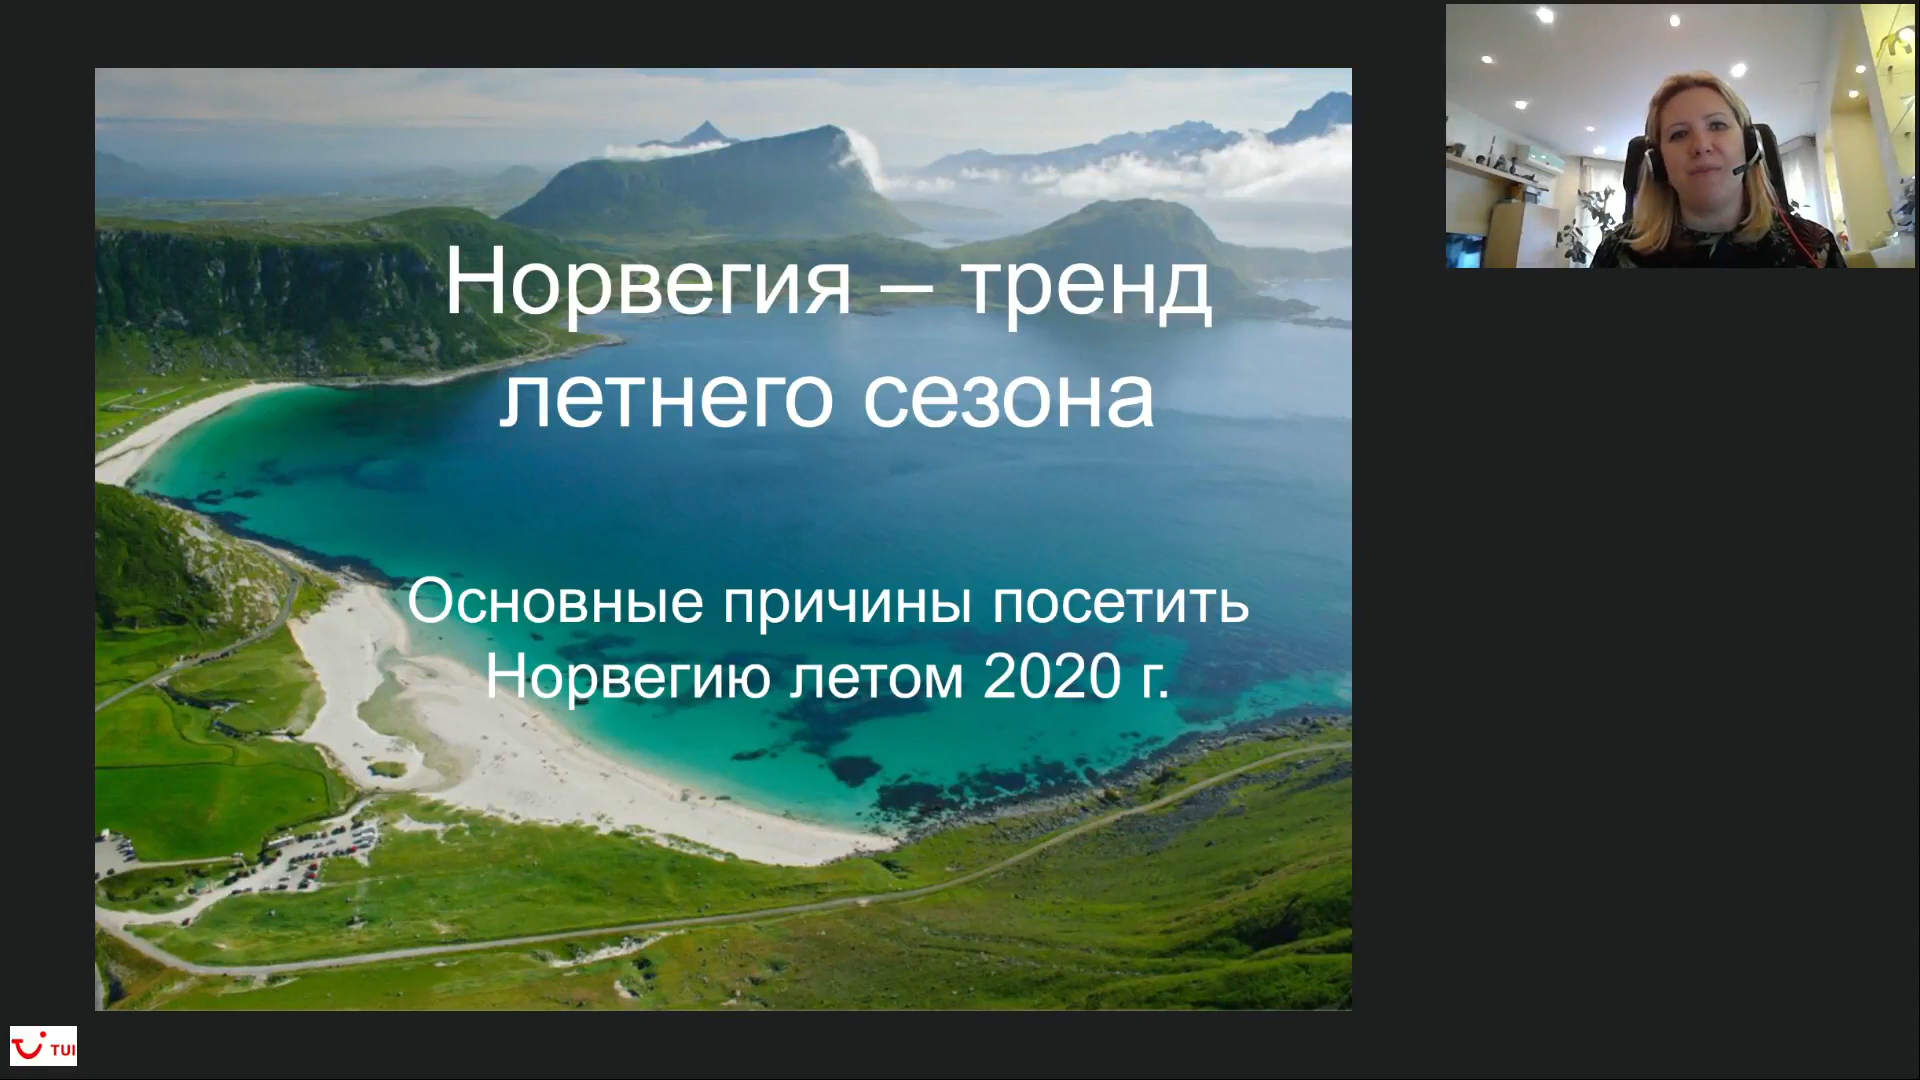 Норвегия – тренд
летнего сезона
Основные причины посетить
Норвегию летом 2020 г.
TUI